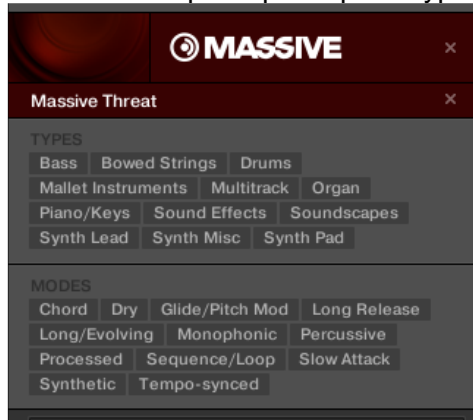 MASSIVE ×
Massive Threat ×
TYPES
Bass Bowed Strings Drums
Mallet Instruments Multitrack Organ
Piano/Keys Sound Effects Soundscapes
Synth Lead Synth Misc Synth Pad
MODES
Chord Dry Glide/Pitch Mod Long Release
Long/Evolving Monophonic Percussive
Processed Sequence/Loop Slow Attack
Synthetic Tempo-synced